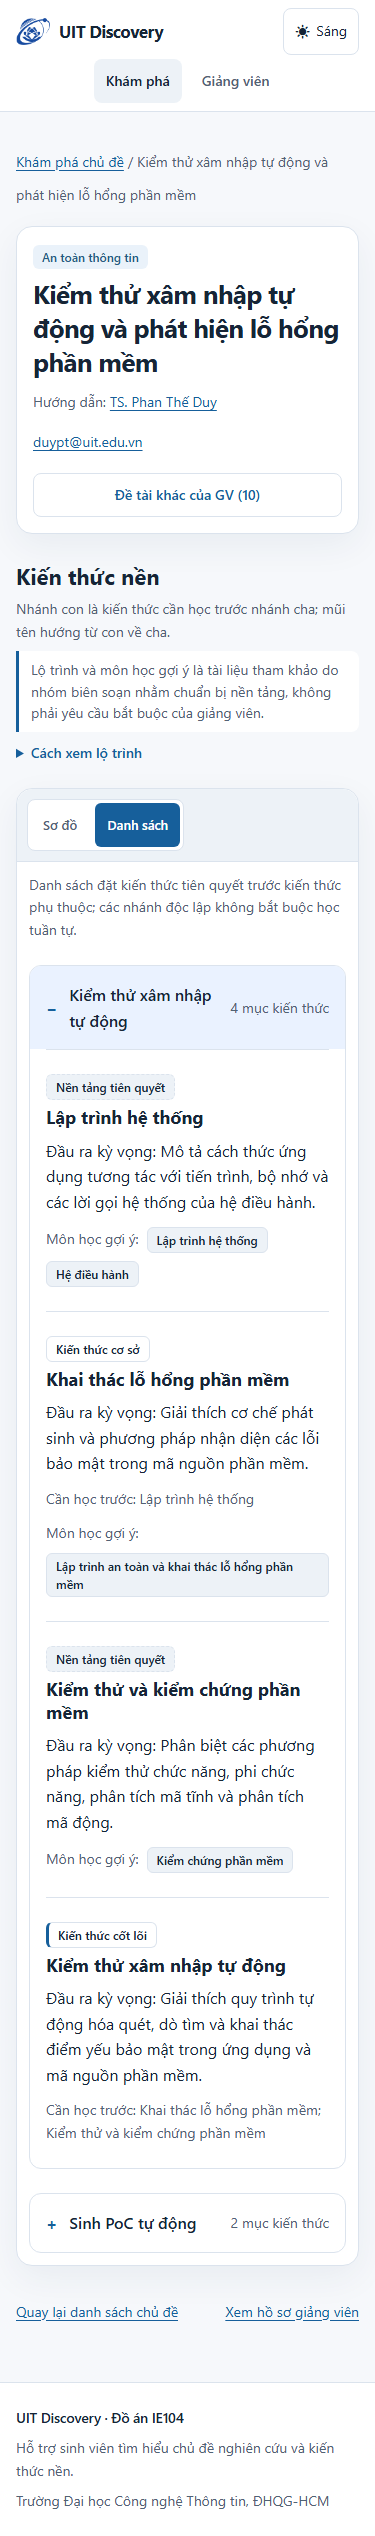 UIT Discovery
Sáng
Khám phá
Giảng viên
Khám phá chủ đề / Kiểm thử xâm nhập tự động và
phát hiện lỗ hổng phần mềm
An toàn thông tin
Kiểm thử xâm nhập tự
động và phát hiện lỗ hổng
phần mềm
Hướng dẫn: TS. Phan Thế Duy
duypt@uit.edu.vn
Đề tài khác của GV (10)
Kiến thức nền
Nhánh con là kiến thức cần học trước nhánh cha; mũi
tên hướng từ con về cha.
Lộ trình và môn học gợi ý là tài liệu tham khảo do
nhóm biên soạn nhằm chuẩn bị nền tảng, không
phải yêu cầu bắt buộc của giảng viên.
▶ Cách xem lộ trình
Sơ đồ
Danh sách
Danh sách đặt kiến thức tiên quyết trước kiến thức
phụ thuộc; các nhánh độc lập không bắt buộc học
tuần tự.
− Kiểm thử xâm nhập
tự động
4 mục kiến thức
Nền tảng tiên quyết
Lập trình hệ thống
Đầu ra kỳ vọng: Mô tả cách thức ứng
dụng tương tác với tiến trình, bộ nhớ và
các lời gọi hệ thống của hệ điều hành.
Môn học gợi ý: Lập trình hệ thống
Hệ điều hành
Kiến thức cơ sở
Khai thác lỗ hổng phần mềm
Đầu ra kỳ vọng: Giải thích cơ chế phát
sinh và phương pháp nhận diện các lỗi
bảo mật trong mã nguồn phần mềm.
Cần học trước: Lập trình hệ thống
Môn học gợi ý:
Lập trình an toàn và khai thác lỗ hổng phần
mềm
Nền tảng tiên quyết
Kiểm thử và kiểm chứng phần
mềm
Đầu ra kỳ vọng: Phân biệt các phương
pháp kiểm thử chức năng, phi chức
năng, phân tích mã tĩnh và phân tích
mã động.
Môn học gợi ý: Kiểm chứng phần mềm
Kiến thức cốt lõi
Kiểm thử xâm nhập tự động
Đầu ra kỳ vọng: Giải thích quy trình tự
động hóa quét, dò tìm và khai thác
điểm yếu bảo mật trong ứng dụng và
mã nguồn phần mềm.
Cần học trước: Khai thác lỗ hổng phần mềm;
Kiểm thử và kiểm chứng phần mềm
+ Sinh PoC tự động
2 mục kiến thức
Quay lại danh sách chủ đề
Xem hồ sơ giảng viên
UIT Discovery · Đồ án IE104
Hỗ trợ sinh viên tìm hiểu chủ đề nghiên cứu và kiến
thức nền.
Trường Đại học Công nghệ Thông tin, ĐHQG-HCM